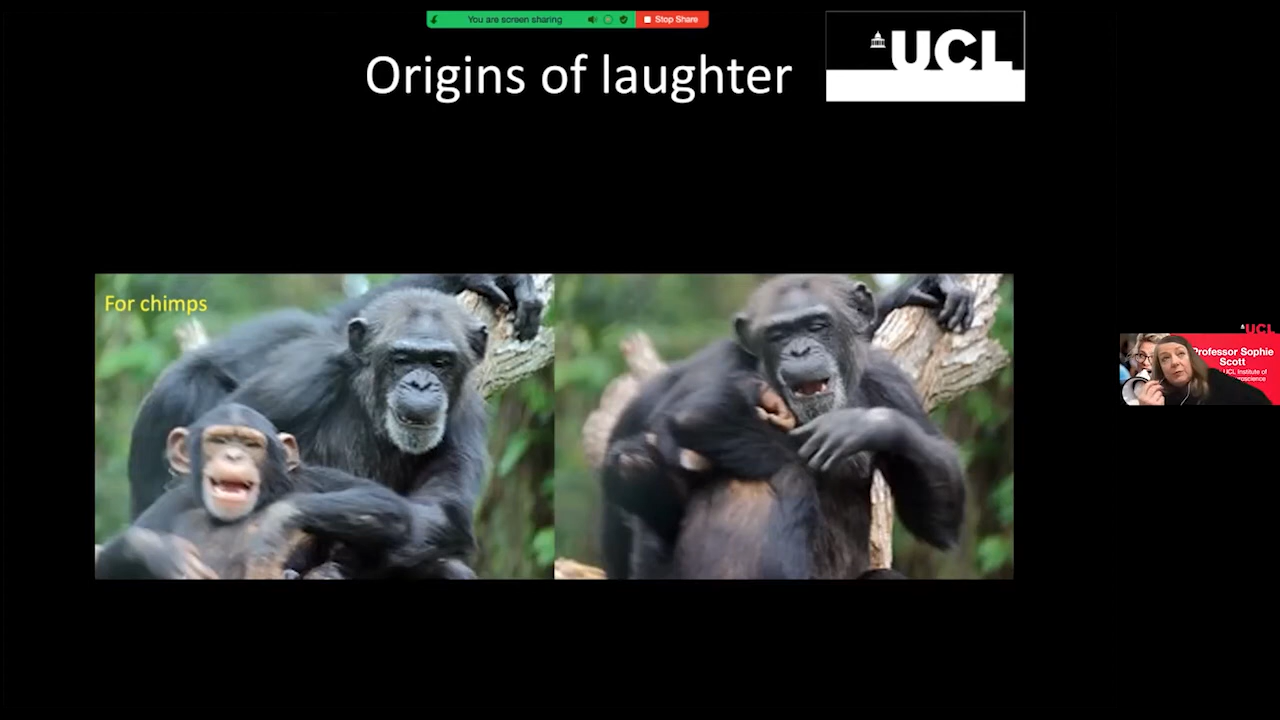 You are screen sharing
Stop Share
Origins of laughter
UCL
For chimps
UCL
Professor Sophie
Scott
UCL Institute of